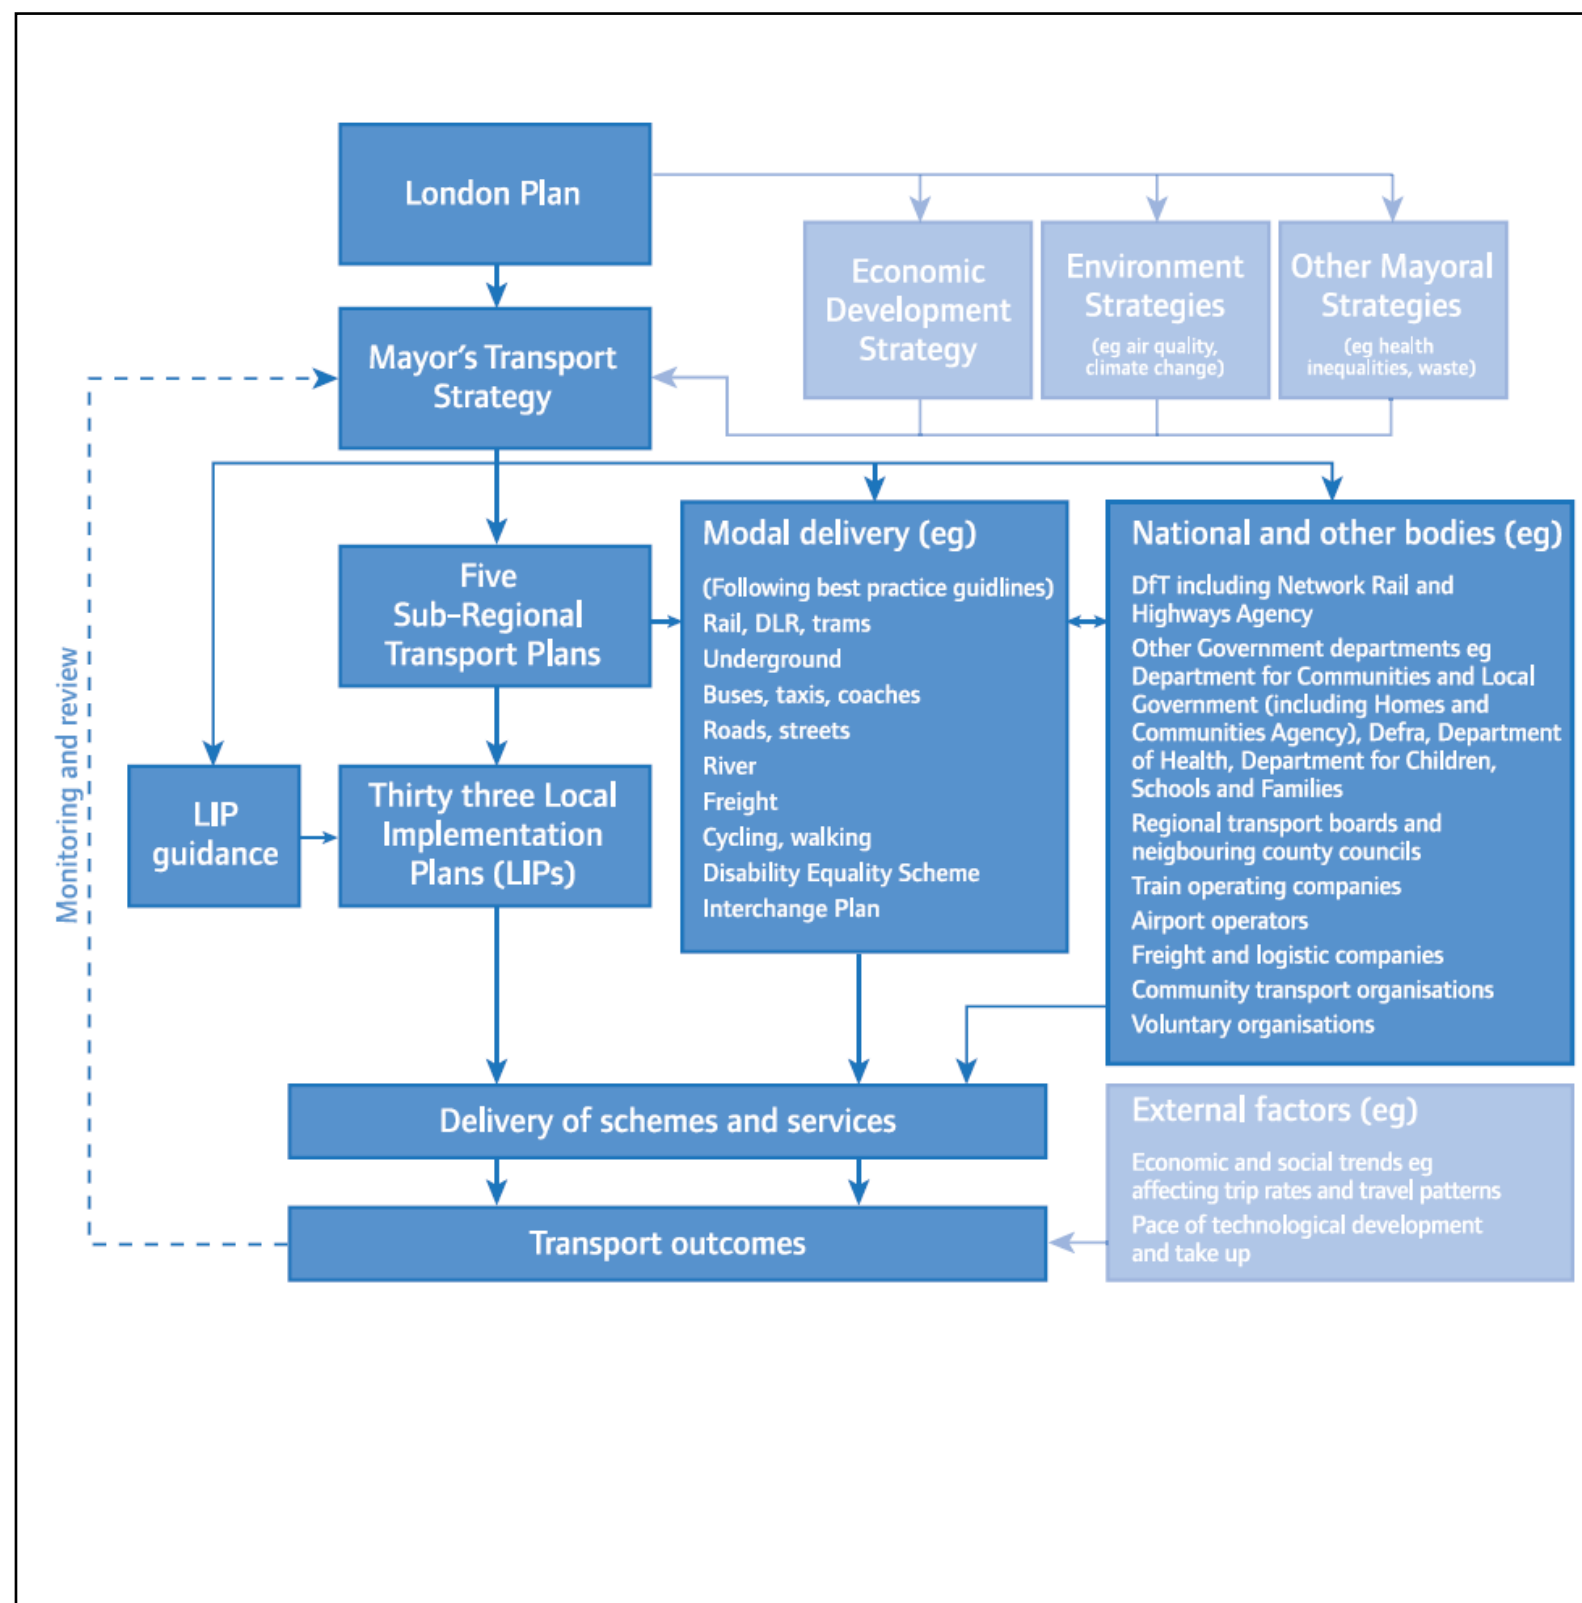 London Plan
Economic
Development
Strategy
Environment
Strategies
(eg air quality,
climate change)
Other Mayoral
Strategies
(eg health
inequalities, waste)
Mayor's Transport
Strategy
Monitoring and review
Five
Sub-Regional
Transport Plans
LIP
guidance
Thirty three Local
Implementation
Plans (LIPs)
Modal delivery (eg)
(Following best practice guidlines)
Rail, DLR, trams
Underground
Buses, taxis, coaches
Roads, streets
River
Freight
Cycling, walking
Disability Equality Scheme
Interchange Plan
National and other bodies (eg)
DfT including Network Rail and
Highways Agency
Other Government departments eg
Department for Communities and Local
Government (including Homes and
Communities Agency), Defra, Department
of Health, Department for Children,
Schools and Families
Regional transport boards and
neigbouring county councils
Train operating companies
Airport operators
Freight and logistic companies
Community transport organisations
Voluntary organisations
Delivery of schemes and services
Transport outcomes
External factors (eg)
Economic and social trends eg
affecting trip rates and travel patterns
Pace of technological development
and take up